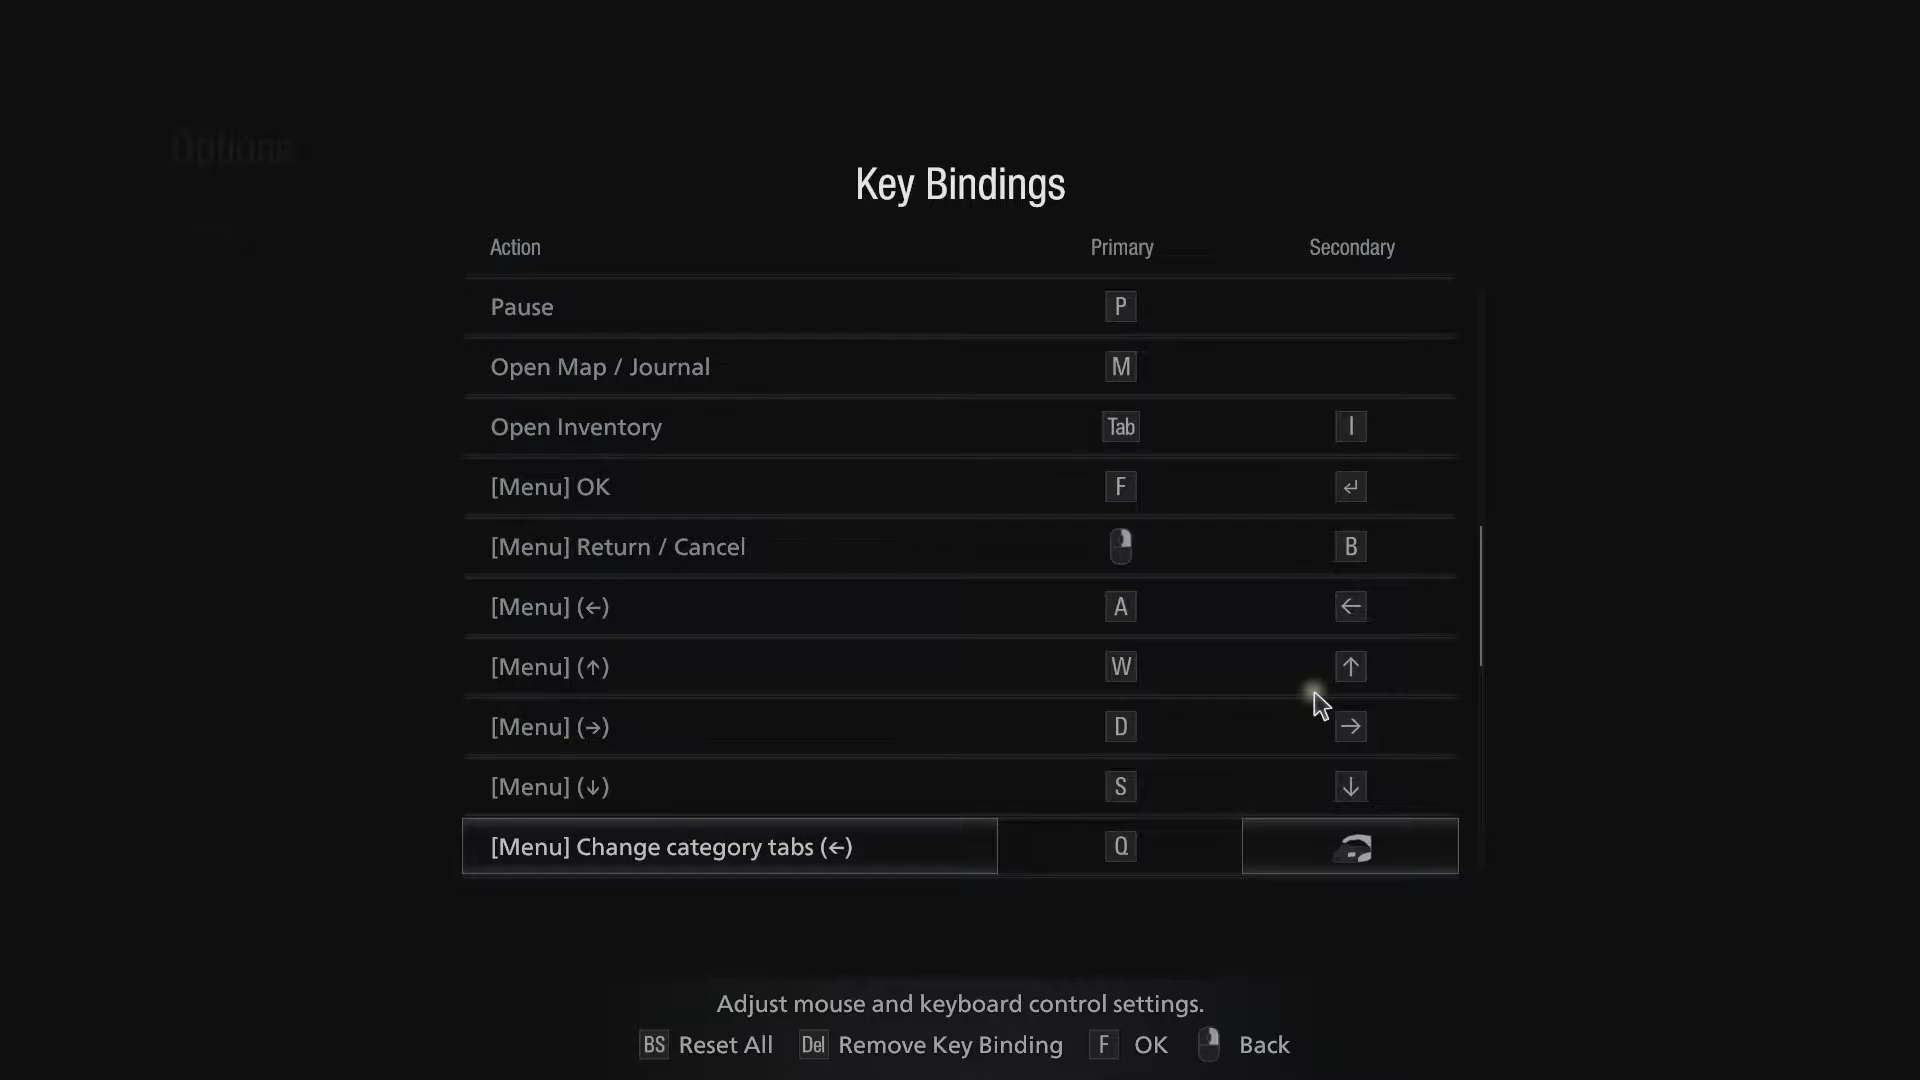 Options
Key Bindings
Action Primary Secondary
Pause P
Open Map / Journal M
Open Inventory Tab I
[Menu] OK F ↵
[Menu] Return / Cancel B
[Menu] (←) A ←
[Menu] (↑) W ↑
[Menu] (→) D →
[Menu] (↓) S ↓
[Menu] Change category tabs (←) Q
Adjust mouse and keyboard control settings.
BS Reset All Del Remove Key Binding F OK Back